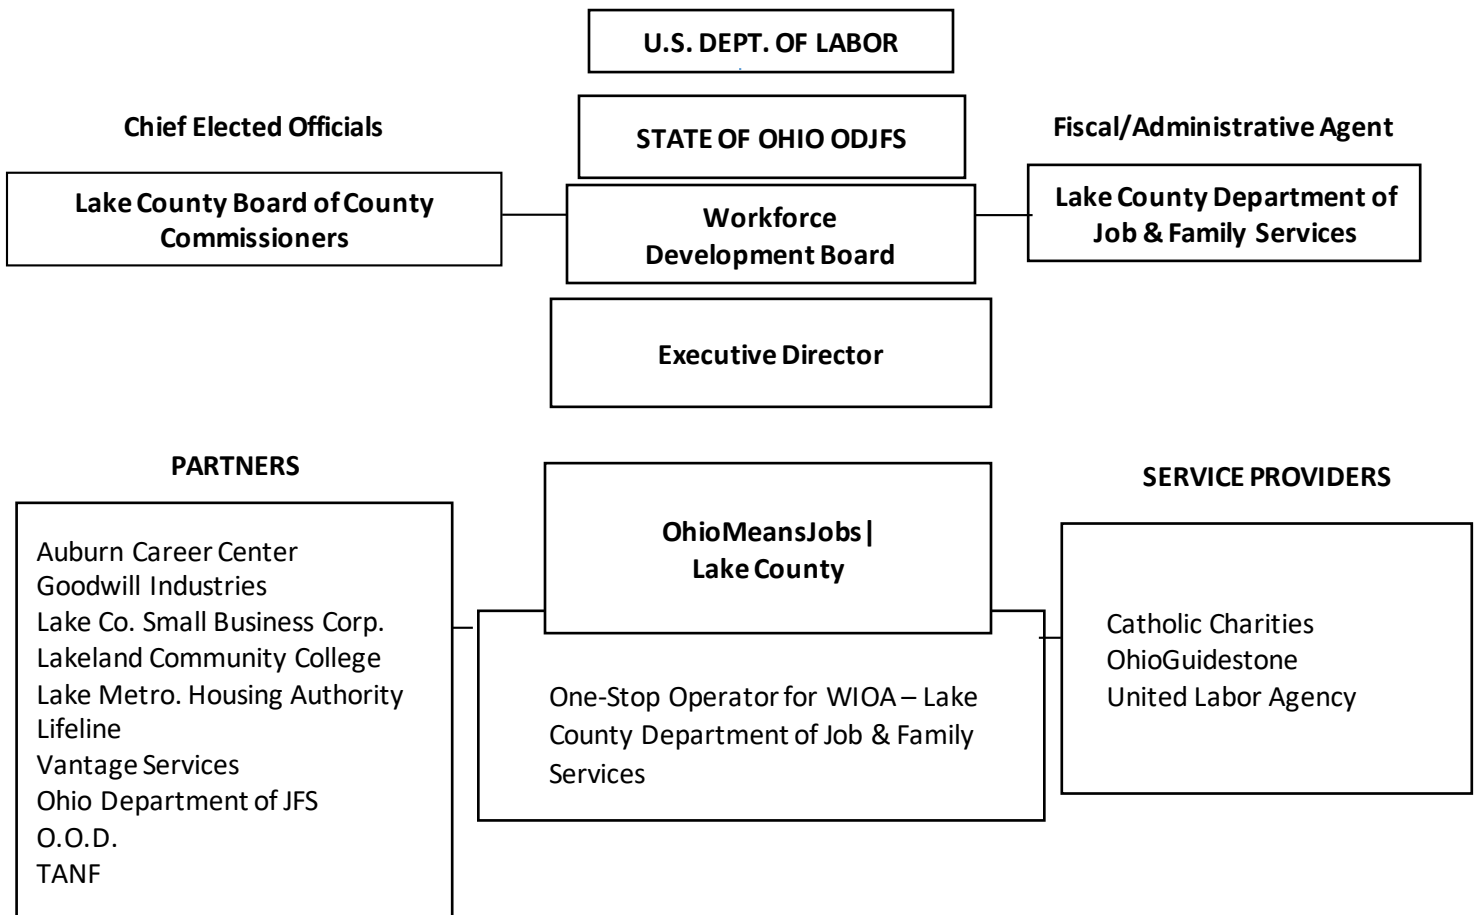 U.S. DEPT. OF LABOR
Chief Elected Officials
STATE OF OHIO ODJFS
Fiscal/Administrative Agent
Lake County Board of County
Commissioners
Workforce
Development Board
Lake County Department of
Job & Family Services
Executive Director
PARTNERS
Auburn Career Center
Goodwill Industries
Lake Co. Small Business Corp.
Lakeland Community College
Lake Metro. Housing Authority
Lifeline
Vantage Services
Ohio Department of JFS
O.O.D.
TANF
OhioMeansJobs|
Lake County
One-Stop Operator for WIOA – Lake
County Department of Job & Family
Services
SERVICE PROVIDERS
Catholic Charities
OhioGuidestone
United Labor Agency